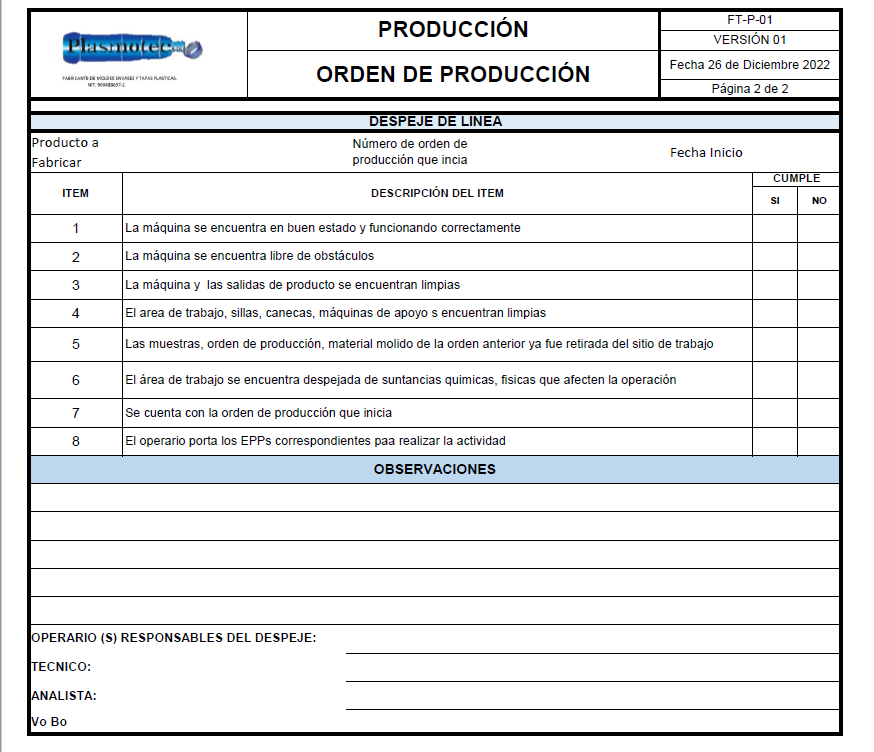 Plasmotec
FABRICANTE DE MOLDES ENVASES Y TAPAS PLASTICAS.
PRODUCCIÓN
ORDEN DE PRODUCCIÓN
FT-P-01
VERSIÓN 01
Fecha 26 de Diciembre 2022
Página 2 de 2
DESPEJE DE LINEA
Producto a
Fabricar
Número de orden de
producción que incia
Fecha Inicio
ITEM
DESCRIPCIÓN DEL ITEM
CUMPLE
SI NO
1 La máquina se encuentra en buen estado y funcionando correctamente
2 La máquina se encuentra libre de obstáculos
3 La máquina y las salidas de producto se encuentran limpias
4 El area de trabajo, sillas, canecas, máquinas de apoyo s encuentran limpias
5 Las muestras, orden de producción, material molido de la orden anterior ya fue retirada del sitio de trabajo
6 El área de trabajo se encuentra despejada de suntancias quimicas, fisicas que afecten la operación
7 Se cuenta con la orden de producción que inicia
8 El operario porta los EPPs correspondientes paa realizar la actividad
OBSERVACIONES
OPERARIO (S) RESPONSABLES DEL DESPEJE:
TECNICO:
ANALISTA:
Vo Bo